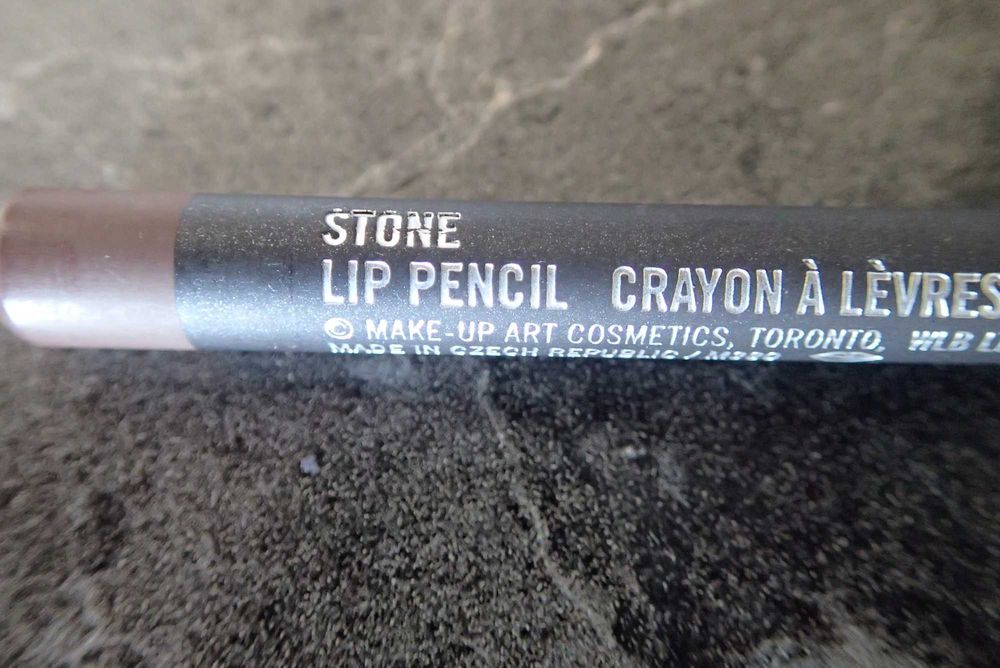 STONE
LIP PENCIL CRAYON À LÈVRES
© MAKE-UP ART COSMETICS, TORONTO,
MADE IN CZECH REPUBLIC /